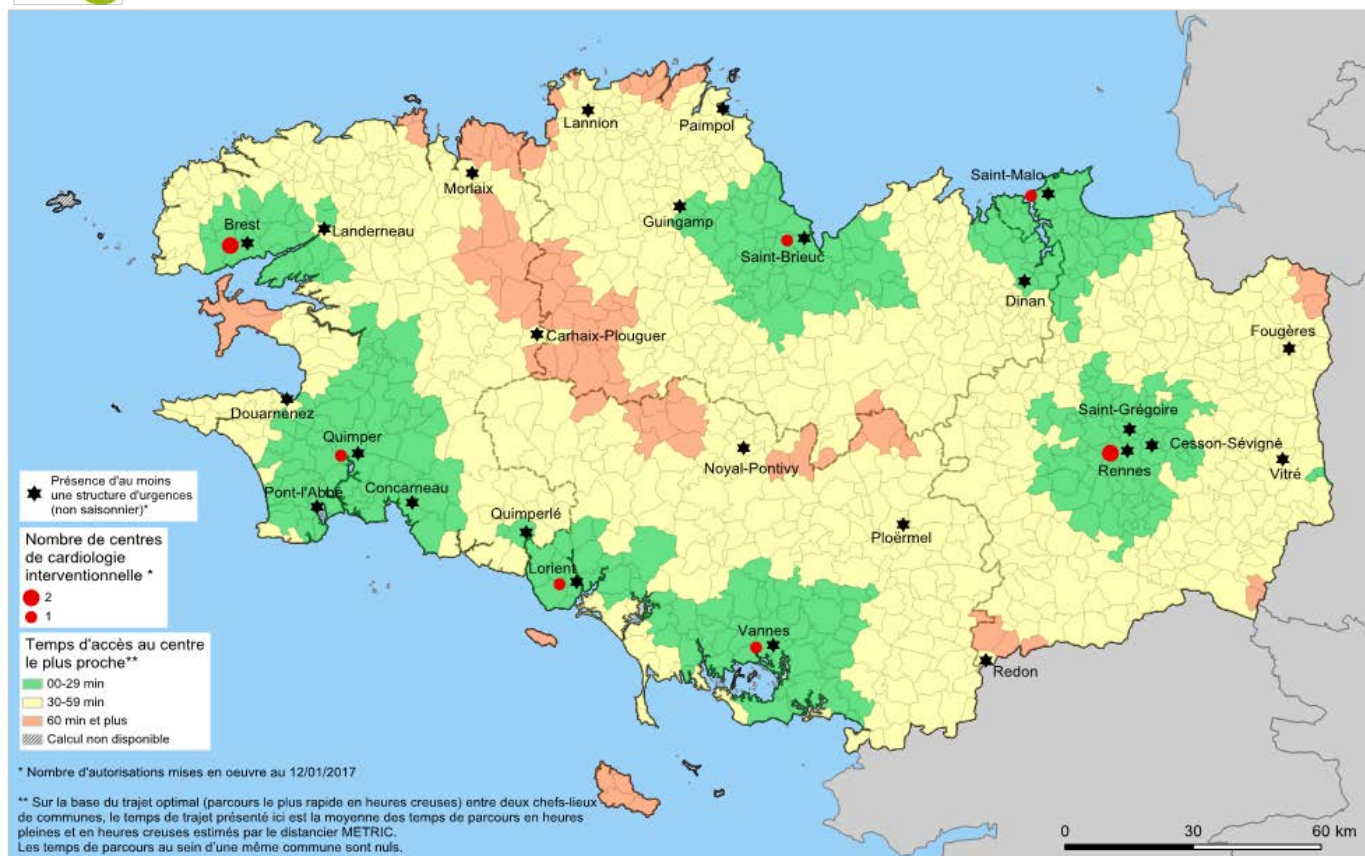 Lannion
Paimpol
Saint-Malo
Morlaix
Guingamp
Brest
Landerneau
Saint-Brieuc
Dinan
Carhaix-Plouguer
Fougères
Douarnenez
Saint-Grégoire
Quimper
Cesson-Sévigné
Noyal-Pontivy
Rennes
Vitré
Pont-l'Abbé
Concarneau
Quimperlé
Ploërmel
Lorient
Vannes
Redon
Présence d'au moins
une structure d'urgences
(non saisonnier)*
Nombre de centres
de cardiologie
interventionnelle *
2
1
Temps d'accès au centre
le plus proche**
00-29 min
30-59 min
60 min et plus
Calcul non disponible
* Nombre d'autorisations mises en oeuvre au 12/01/2017
** Sur la base du trajet optimal (parcours le plus rapide en heures creuses) entre deux chefs-lieux
de communes, le temps de trajet présenté ici est la moyenne des temps de parcours en heures
pleines et en heures creuses estimés par le distancier METRIC.
Les temps de parcours au sein d'une même commune sont nuls.
0 30 60 km